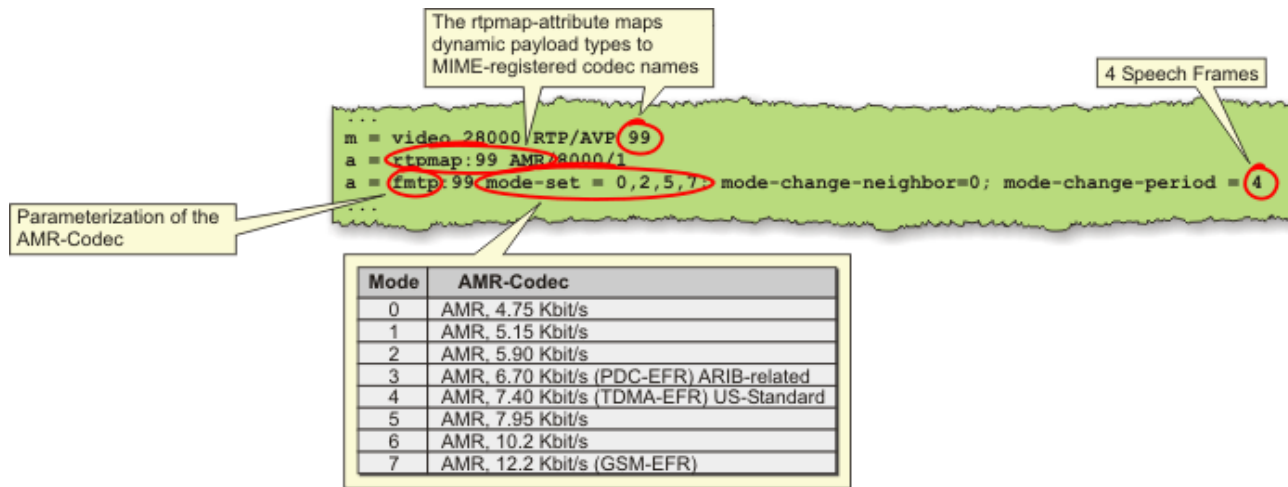 The rtpmap-attribute maps
dynamic payload types to
MIME-registered codec names
4 Speech Frames
...
m = video 28000 RTP/AVP 99
a = rtpmap:99 AMR/8000/1
a = fmtp:99 mode-set = 0,2,5,7; mode-change-neighbor=0; mode-change-period = 4
...
Parameterization of the
AMR-Codec
Mode AMR-Codec
0 AMR, 4.75 Kbit/s
1 AMR, 5.15 Kbit/s
2 AMR, 5.90 Kbit/s
3 AMR, 6.70 Kbit/s (PDC-EFR) ARIB-related
4 AMR, 7.40 Kbit/s (TDMA-EFR) US-Standard
5 AMR, 7.95 Kbit/s
6 AMR, 10.2 Kbit/s
7 AMR, 12.2 Kbit/s (GSM-EFR)